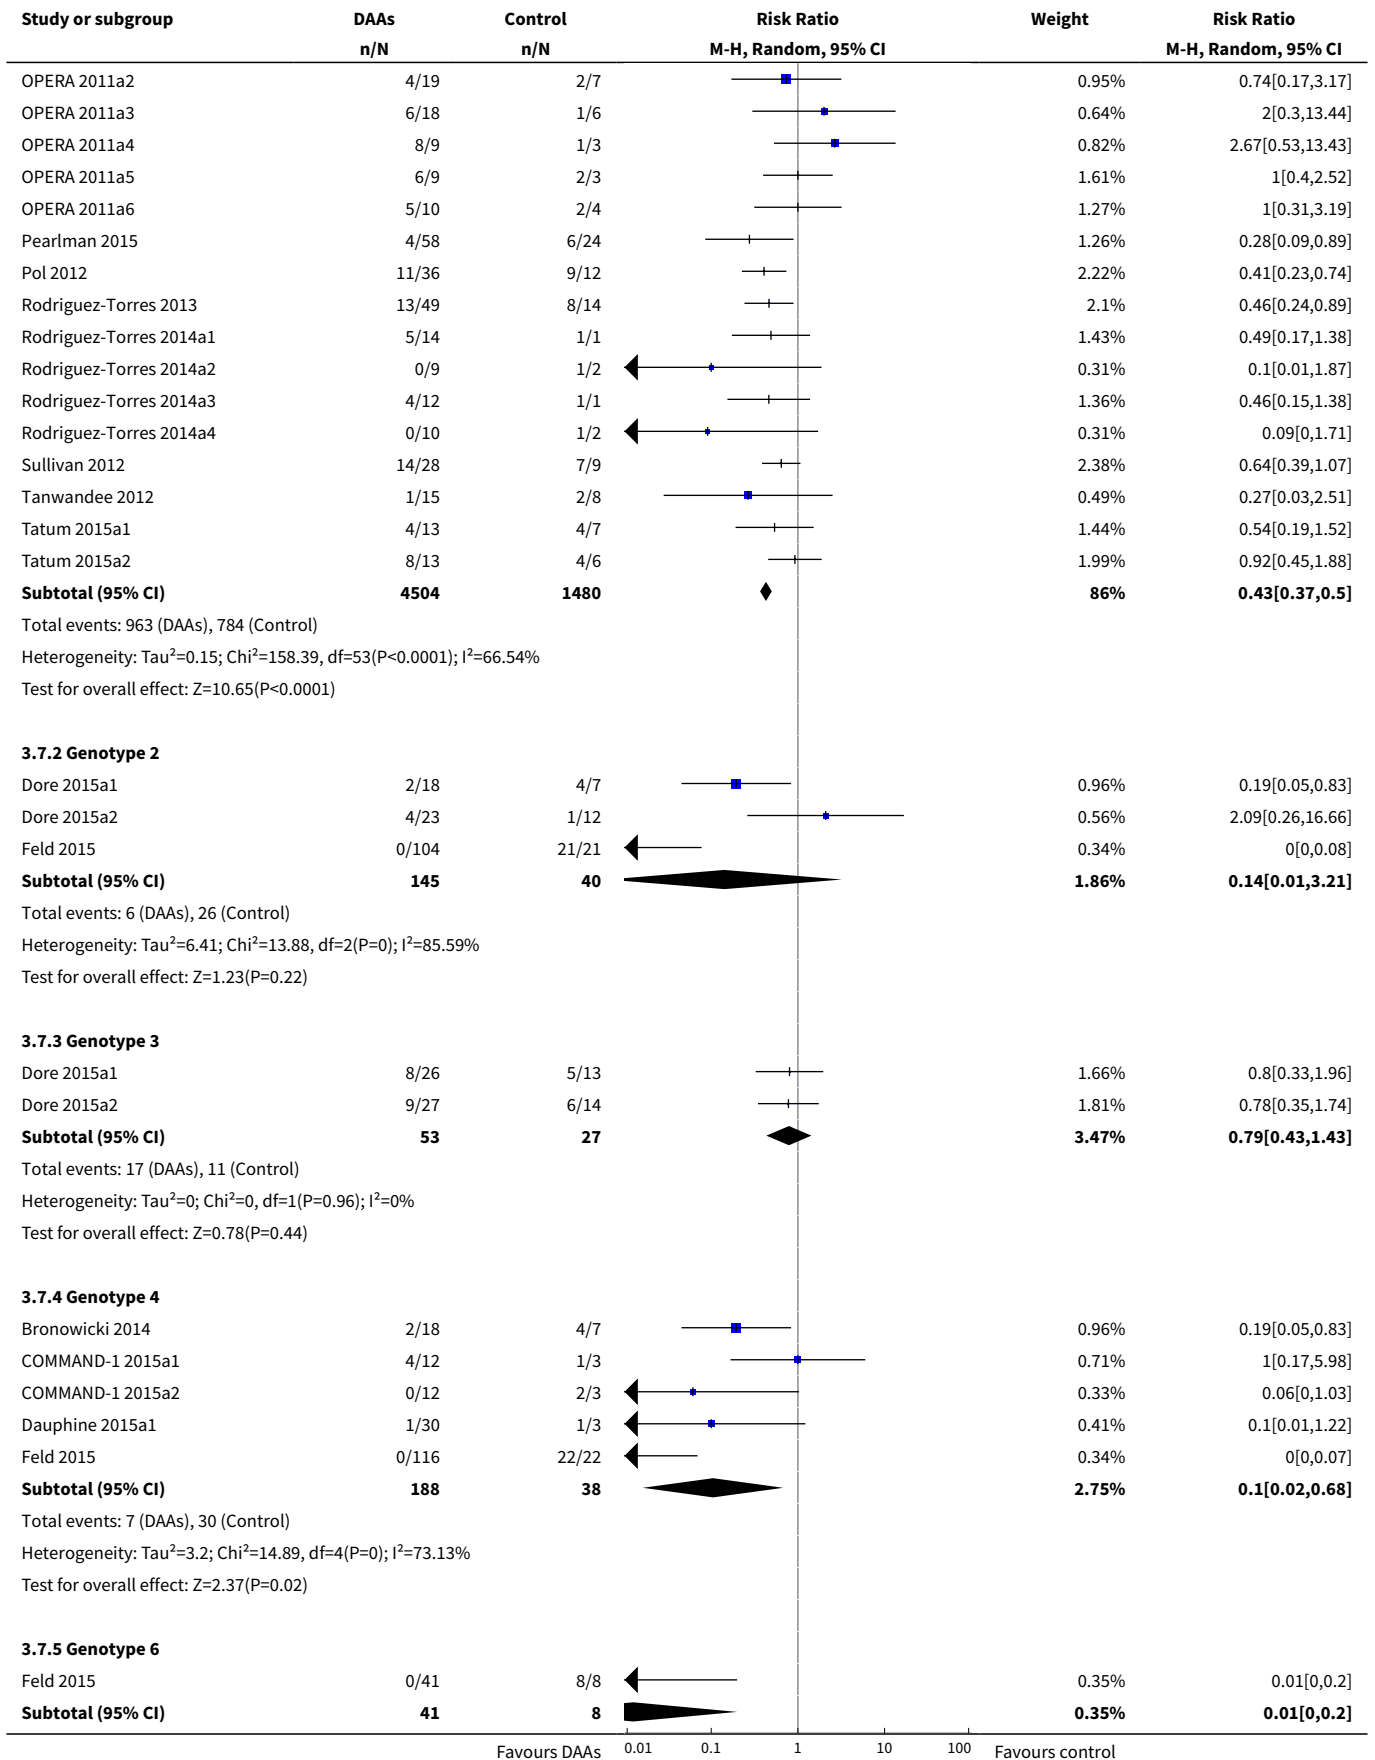 Study or subgroup DAAs Control Risk Ratio Weight Risk Ratio
n/N n/N M-H, Random, 95% CI M-H, Random, 95% CI
OPERA 2011a2 4/19 2/7 0.95% 0.74[0.17,3.17]
OPERA 2011a3 6/18 1/6 0.64% 2[0.3,13.44]
OPERA 2011a4 8/9 1/3 0.82% 2.67[0.53,13.43]
OPERA 2011a5 6/9 2/3 1.61% 1[0.4,2.52]
OPERA 2011a6 5/10 2/4 1.27% 1[0.31,3.19]
Pearlman 2015 4/58 6/24 1.26% 0.28[0.09,0.89]
Pol 2012 11/36 9/12 2.22% 0.41[0.23,0.74]
Rodriguez-Torres 2013 13/49 8/14 2.1% 0.46[0.24,0.89]
Rodriguez-Torres 2014a1 5/14 1/1 1.43% 0.49[0.17,1.38]
Rodriguez-Torres 2014a2 0/9 1/2 0.31% 0.1[0.01,1.87]
Rodriguez-Torres 2014a3 4/12 1/1 1.36% 0.46[0.15,1.38]
Rodriguez-Torres 2014a4 0/10 1/2 0.31% 0.09[0,1.71]
Sullivan 2012 14/28 7/9 2.38% 0.64[0.39,1.07]
Tanwandee 2012 1/15 2/8 0.49% 0.27[0.03,2.51]
Tatum 2015a1 4/13 4/7 1.44% 0.54[0.19,1.52]
Tatum 2015a2 8/13 4/6 1.99% 0.92[0.45,1.88]
Subtotal (95% CI) 4504 1480 86% 0.43[0.37,0.5]
Total events: 963 (DAAs), 784 (Control)
Heterogeneity: Tau²=0.15; Chi²=158.39, df=53(P<0.0001); I²=66.54%
Test for overall effect: Z=10.65(P<0.0001)
3.7.2 Genotype 2
Dore 2015a1 2/18 4/7 0.96% 0.19[0.05,0.83]
Dore 2015a2 4/23 1/12 0.56% 2.09[0.26,16.66]
Feld 2015 0/104 21/21 0.34% 0[0,0.08]
Subtotal (95% CI) 145 40 1.86% 0.14[0.01,3.21]
Total events: 6 (DAAs), 26 (Control)
Heterogeneity: Tau²=6.41; Chi²=13.88, df=2(P=0); I²=85.59%
Test for overall effect: Z=1.23(P=0.22)
3.7.3 Genotype 3
Dore 2015a1 8/26 5/13 1.66% 0.8[0.33,1.96]
Dore 2015a2 9/27 6/14 1.81% 0.78[0.35,1.74]
Subtotal (95% CI) 53 27 3.47% 0.79[0.43,1.43]
Total events: 17 (DAAs), 11 (Control)
Heterogeneity: Tau²=0; Chi²=0, df=1(P=0.96); I²=0%
Test for overall effect: Z=0.78(P=0.44)
3.7.4 Genotype 4
Bronowicki 2014 2/18 4/7 0.96% 0.19[0.05,0.83]
COMMAND-1 2015a1 4/12 1/3 0.71% 1[0.17,5.98]
COMMAND-1 2015a2 0/12 2/3 0.33% 0.06[0,1.03]
Dauphine 2015a1 1/30 1/3 0.41% 0.1[0.01,1.22]
Feld 2015 0/116 22/22 0.34% 0[0,0.07]
Subtotal (95% CI) 188 38 2.75% 0.1[0.02,0.68]
Total events: 7 (DAAs), 30 (Control)
Heterogeneity: Tau²=3.2; Chi²=14.89, df=4(P=0); I²=73.13%
Test for overall effect: Z=2.37(P=0.02)
3.7.5 Genotype 6
Feld 2015 0/41 8/8 0.35% 0.01[0,0.2]
Subtotal (95% CI) 41 8 0.35% 0.01[0,0.2]
Favours DAAs 0.01 0.1 1 10 100 Favours control